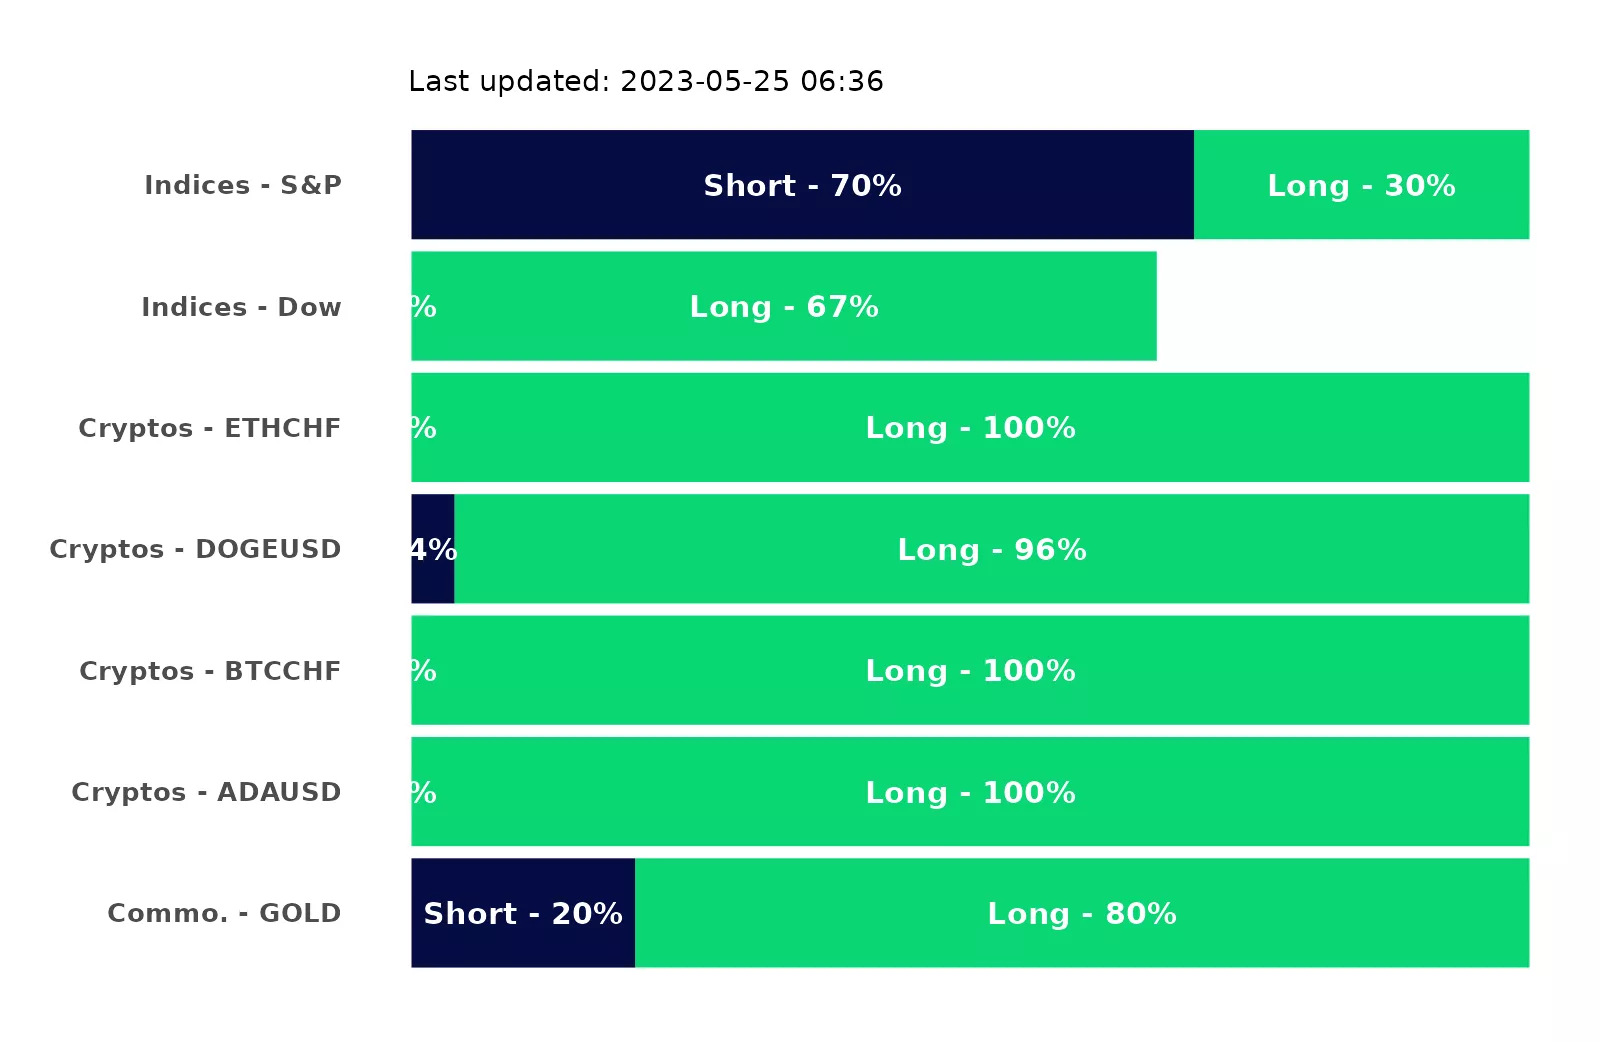 Last updated: 2023-05-25 06:36
Indices - S&P Short - 70% Long - 30%
Indices - Dow % Long - 67%
Cryptos - ETHCHF % Long - 100%
Cryptos - DOGEUSD 4% Long - 96%
Cryptos - BTCCHF % Long - 100%
Cryptos - ADAUSD % Long - 100%
Commo. - GOLD Short - 20% Long - 80%